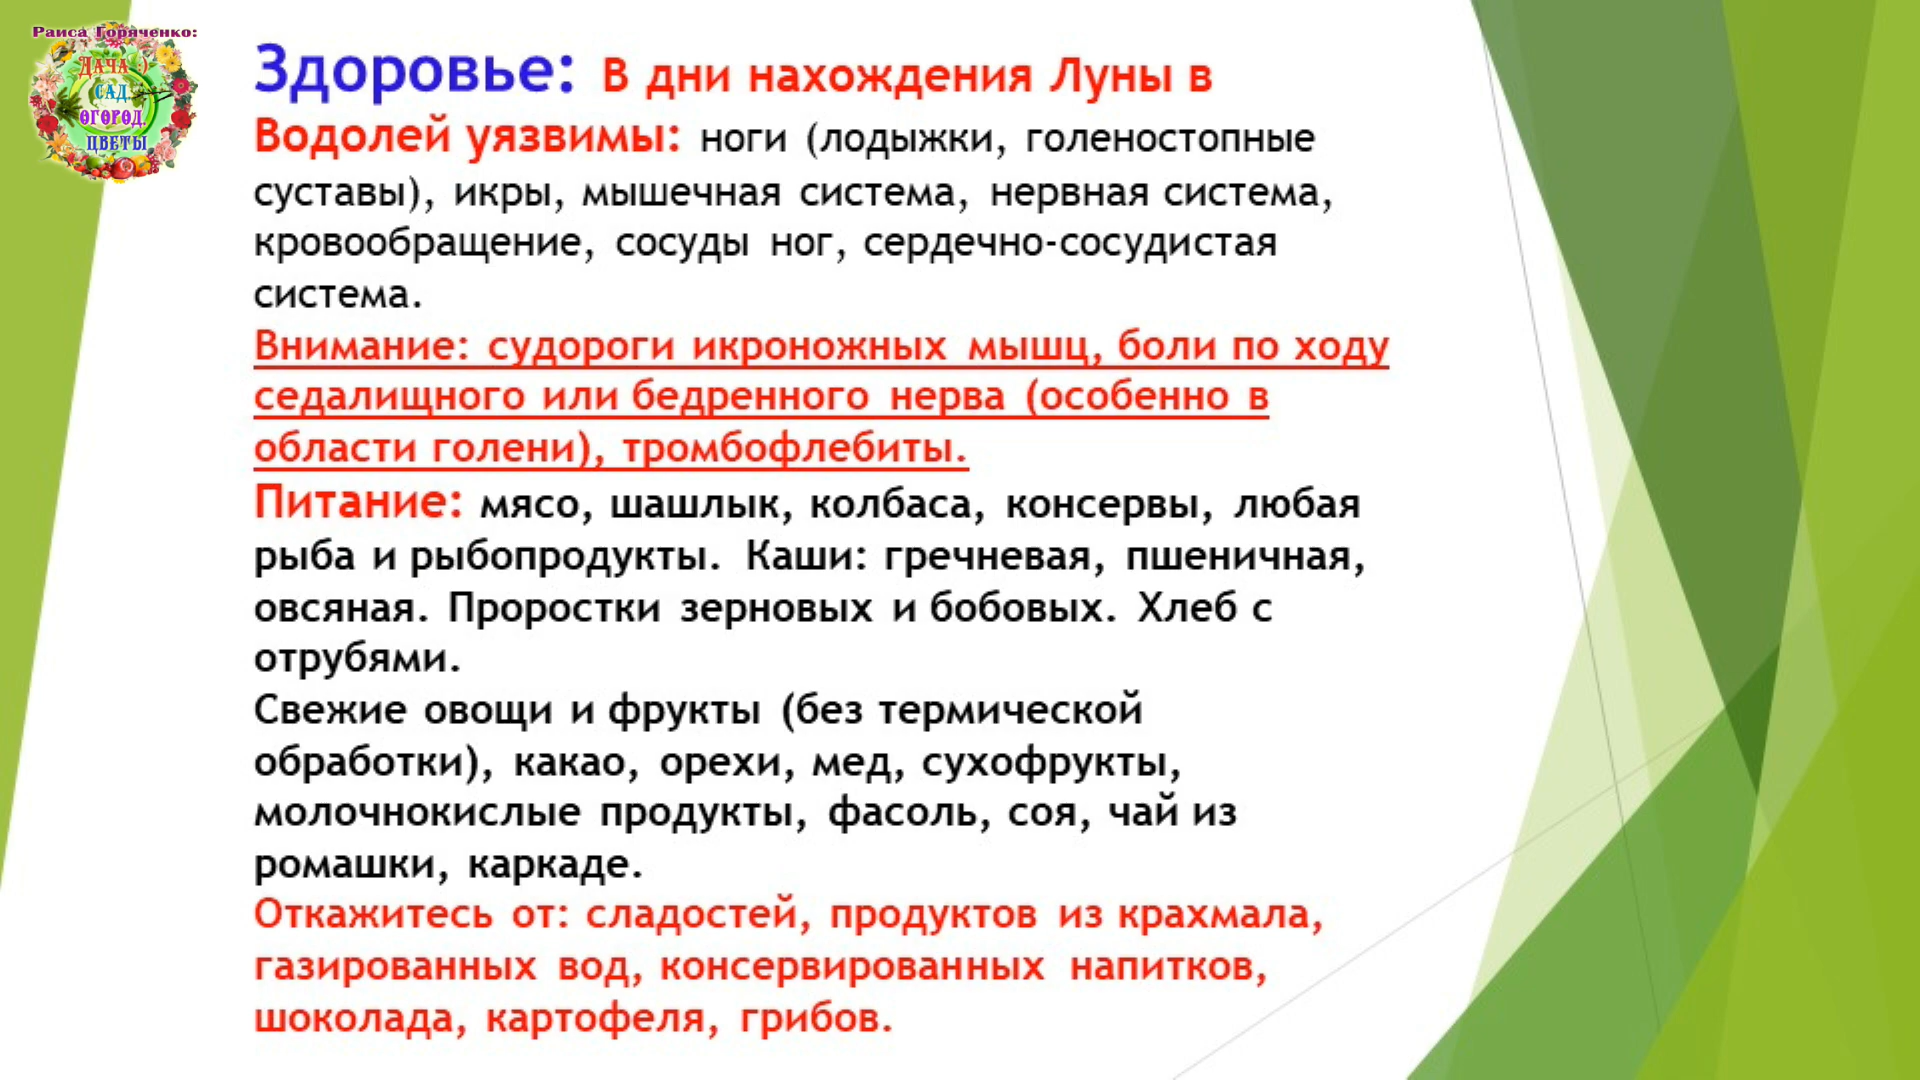 Раиса Горяченко:
Дача :)
сад
огород,
цветы
Здоровье: В дни нахождения Луны в
Водолей уязвимы: ноги (лодыжки, голеностопные
суставы), икры, мышечная система, нервная система,
кровообращение, сосуды ног, сердечно-сосудистая
система.
Внимание: судороги икроножных мышц, боли по ходу
седалищного или бедренного нерва (особенно в
области голени), тромбофлебиты.
Питание: мясо, шашлык, колбаса, консервы, любая
рыба и рыбопродукты. Каши: гречневая, пшеничная,
овсяная. Проростки зерновых и бобовых. Хлеб с
отрубями.
Свежие овощи и фрукты (без термической
обработки), какао, орехи, мед, сухофрукты,
молочнокислые продукты, фасоль, соя, чай из
ромашки, каркаде.
Откажитесь от: сладостей, продуктов из крахмала,
газированных вод, консервированных напитков,
шоколада, картофеля, грибов.